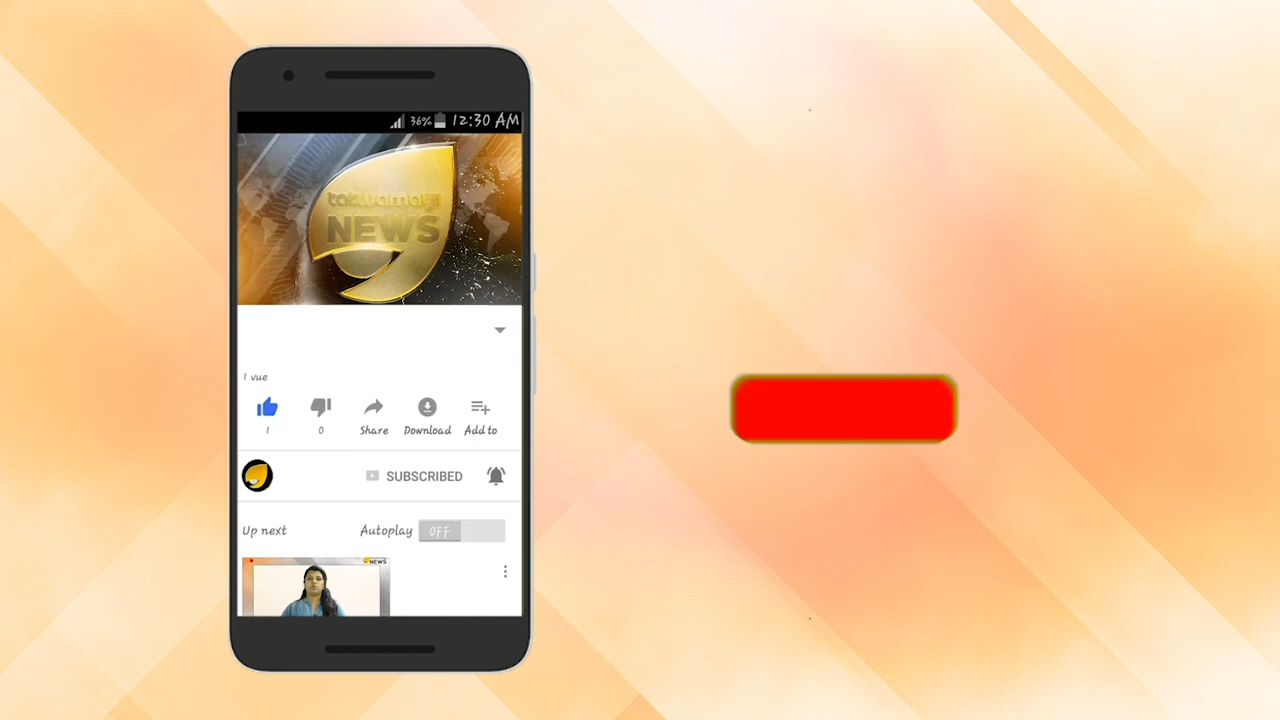 36% 12:30 AM
NEWS
1 vue
1
0
Share
Download
Add to
SUBSCRIBED
Up next
Autoplay
OFF
NEWS